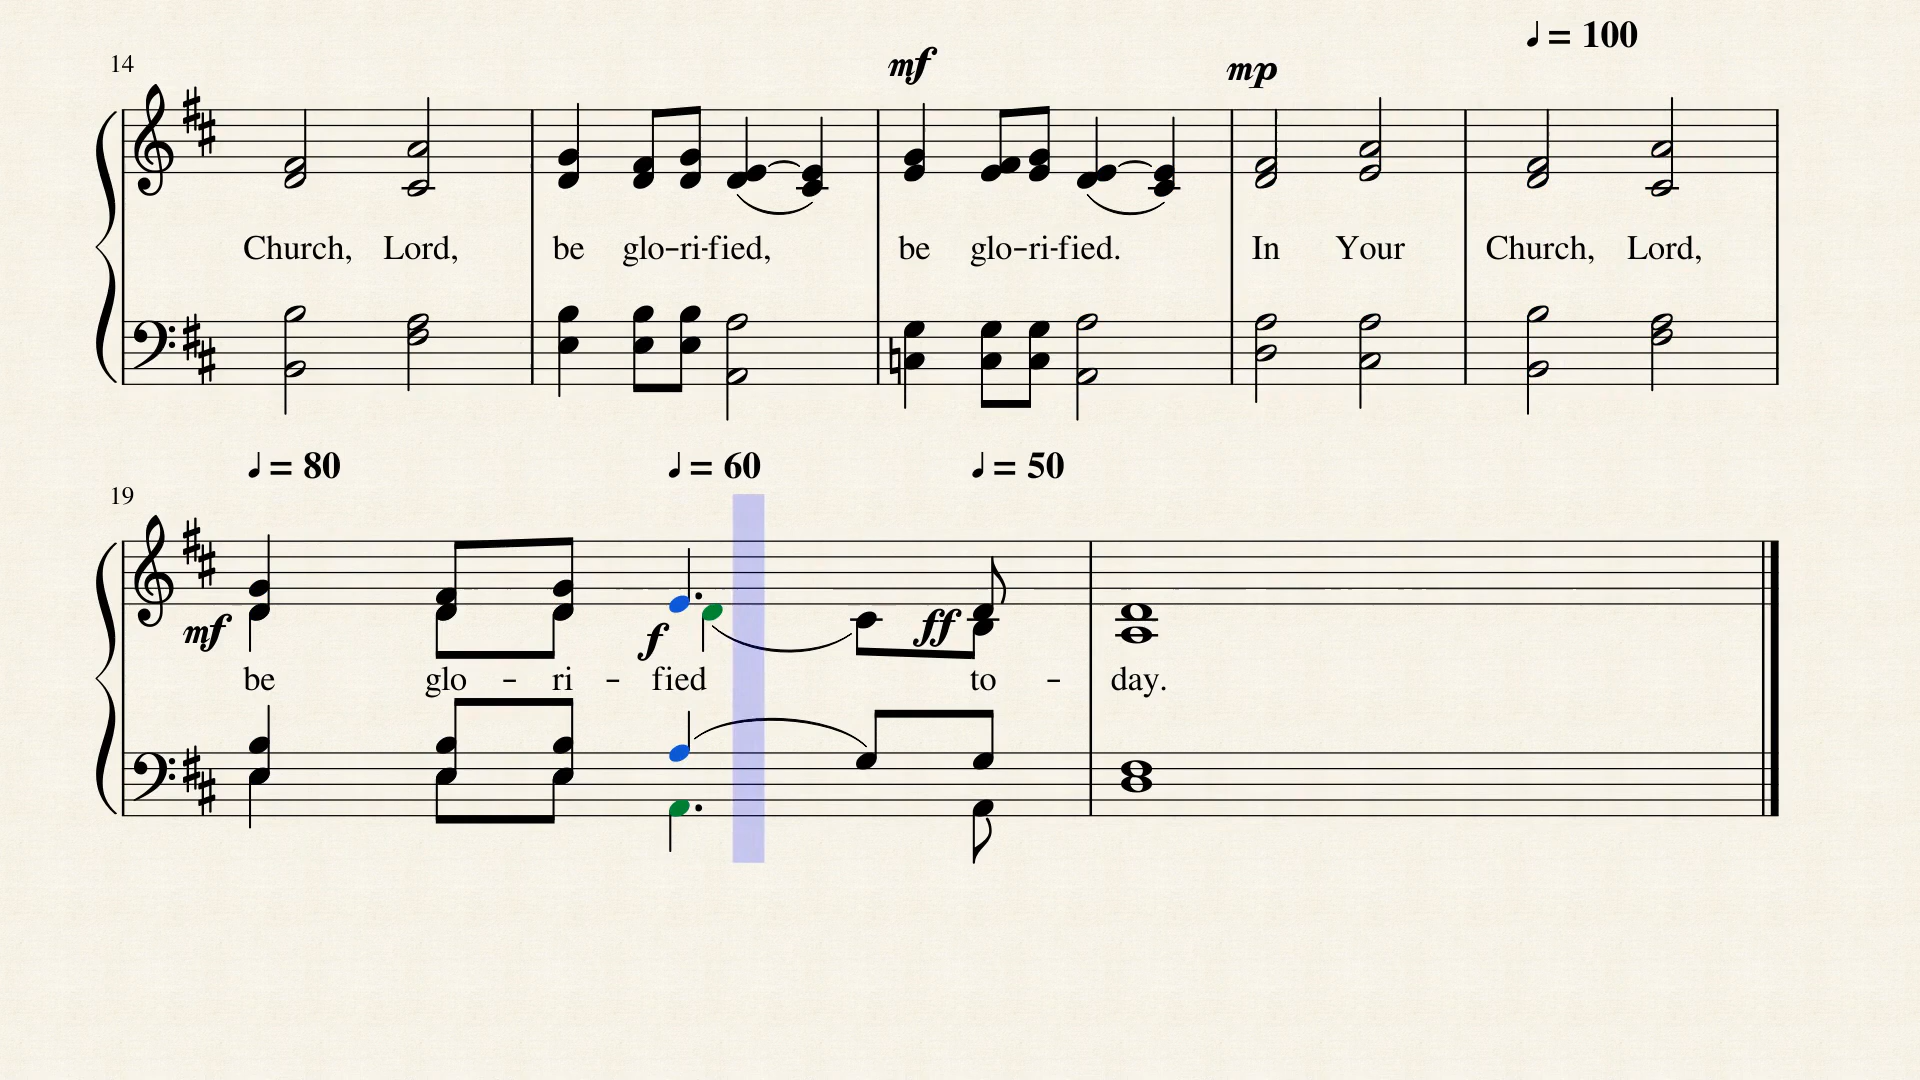 ♩ = 100
14 mf mp
Church, Lord, be glo-ri-fied, be glo-ri-fied. In Your Church, Lord,
♩ = 80 ♩ = 60 ♩ = 50
19
mf f ff
be glo - ri - fied to - day.